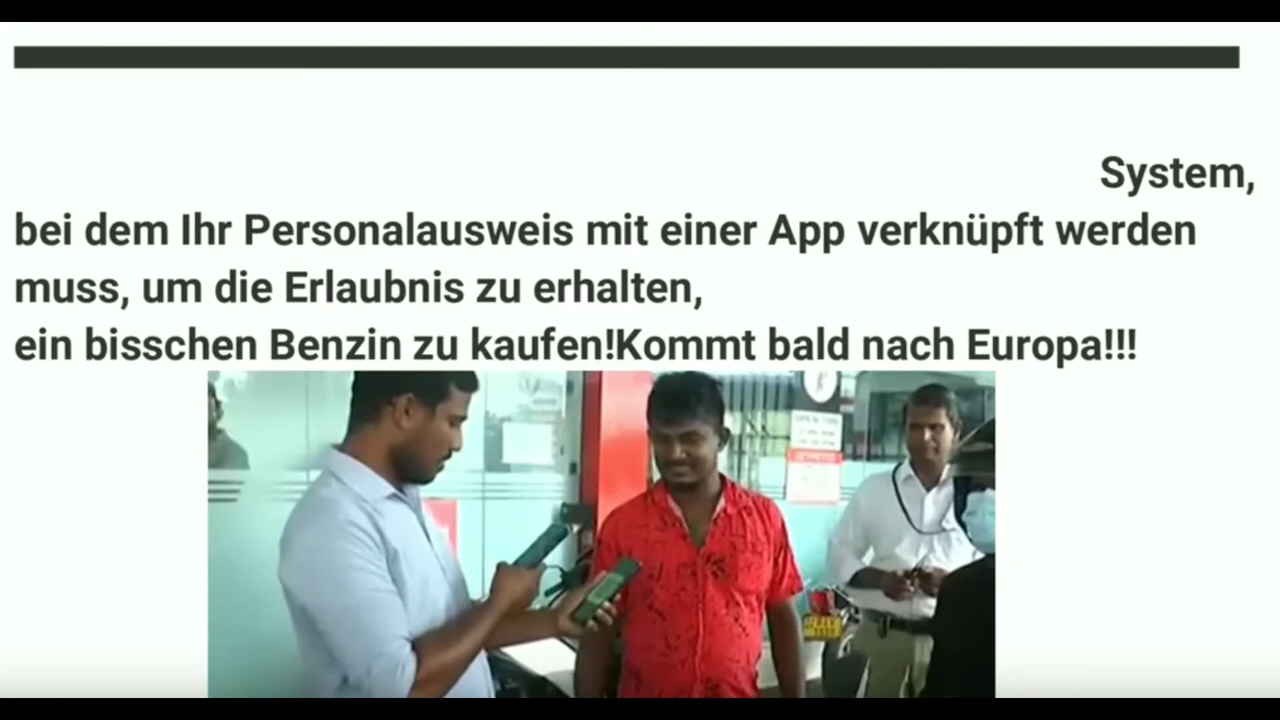 System,
bei dem Ihr Personalausweis mit einer App verknüpft werden
muss, um die Erlaubnis zu erhalten,
ein bisschen Benzin zu kaufen!Kommt bald nach Europa!!!